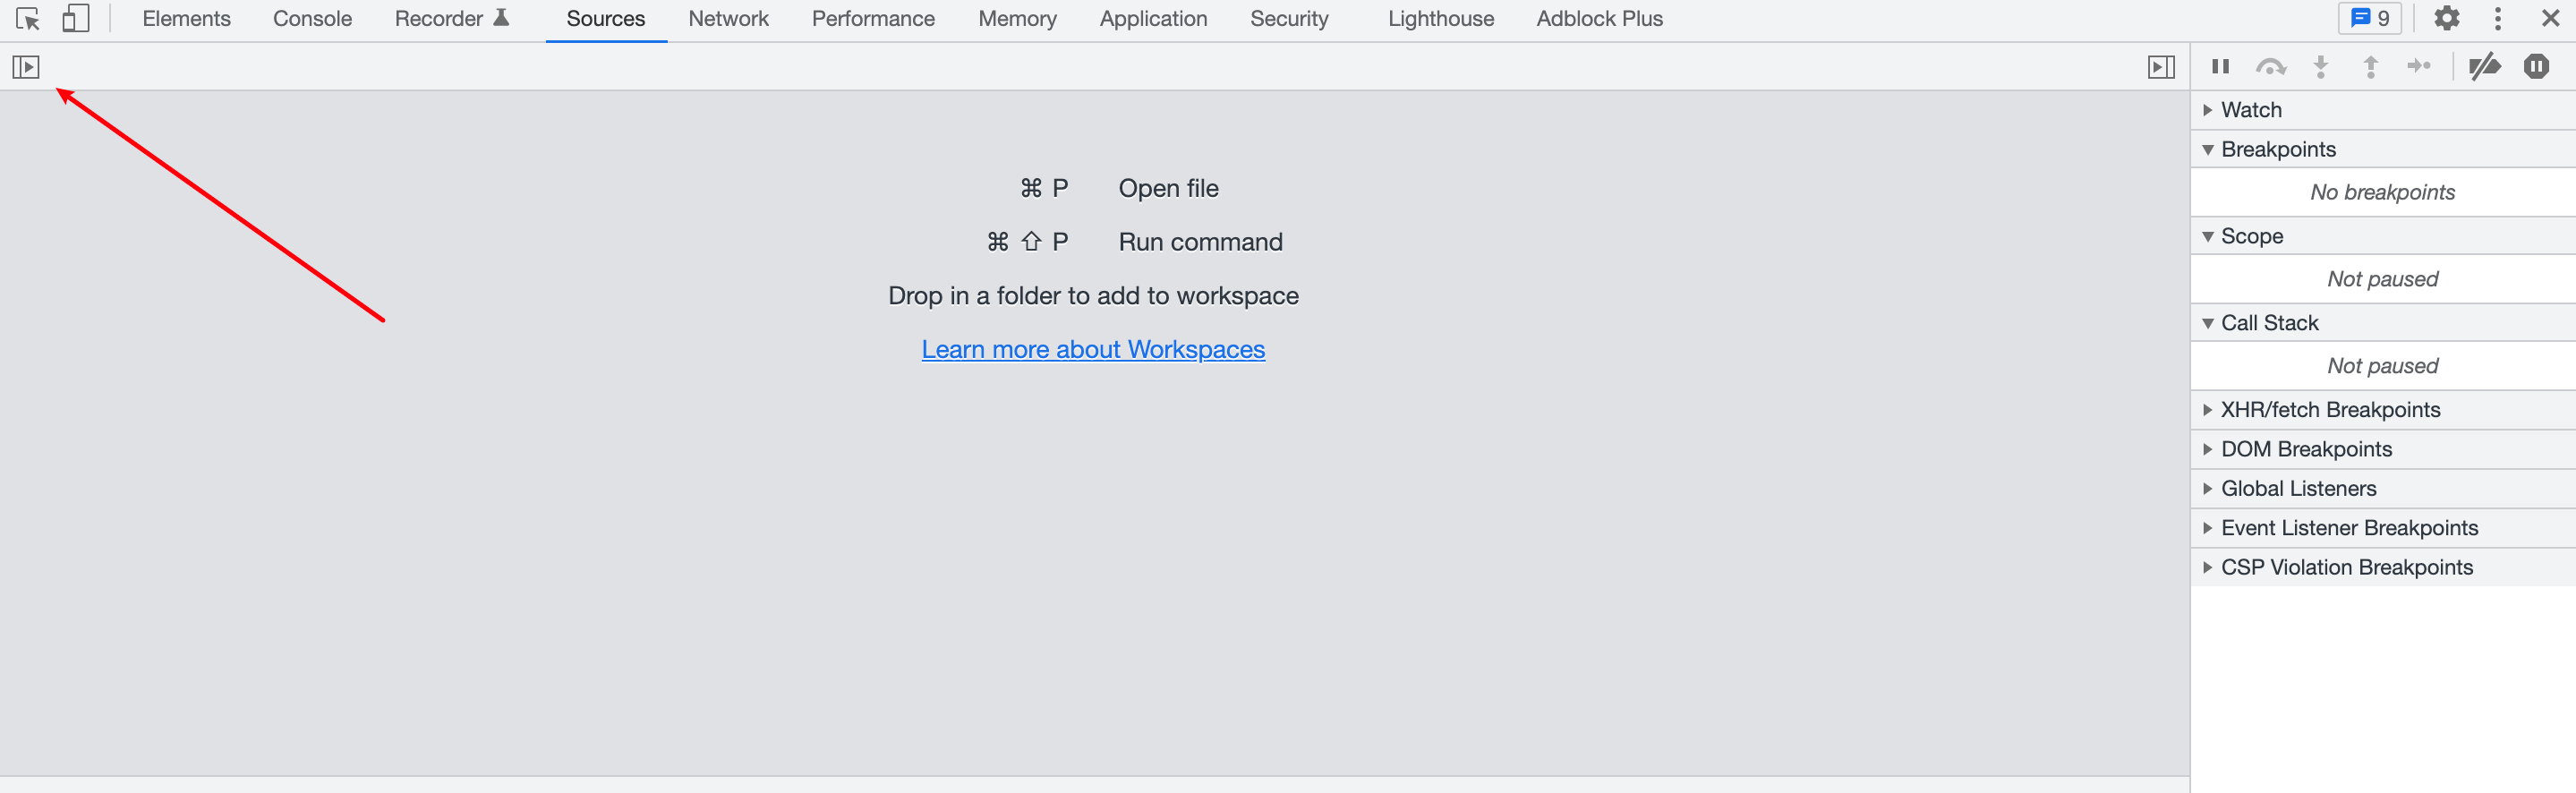 Elements Console Recorder Sources Network Performance Memory Application Security Lighthouse Adblock Plus 9
⌘ P Open file
⌘ ⇧ P Run command
Drop in a folder to add to workspace
Learn more about Workspaces
Watch
Breakpoints
No breakpoints
Scope
Not paused
Call Stack
Not paused
XHR/fetch Breakpoints
DOM Breakpoints
Global Listeners
Event Listener Breakpoints
CSP Violation Breakpoints